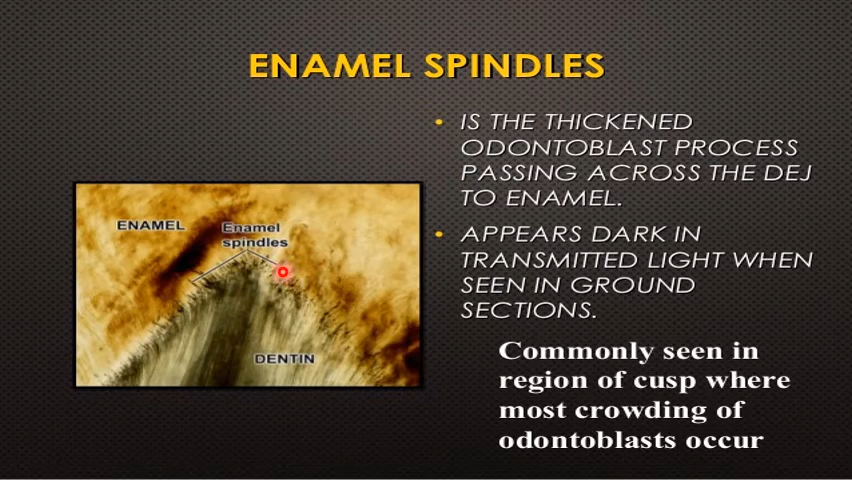 ENAMEL SPINDLES
• IS THE THICKENED
ODONTOBLAST PROCESS
PASSING ACROSS THE DEJ
TO ENAMEL.
• APPEARS DARK IN
TRANSMITTED LIGHT WHEN
SEEN IN GROUND
SECTIONS.
Commonly seen in
region of cusp where
most crowding of
odontoblasts occur
ENAMEL
Enamel
spindles
DENTIN